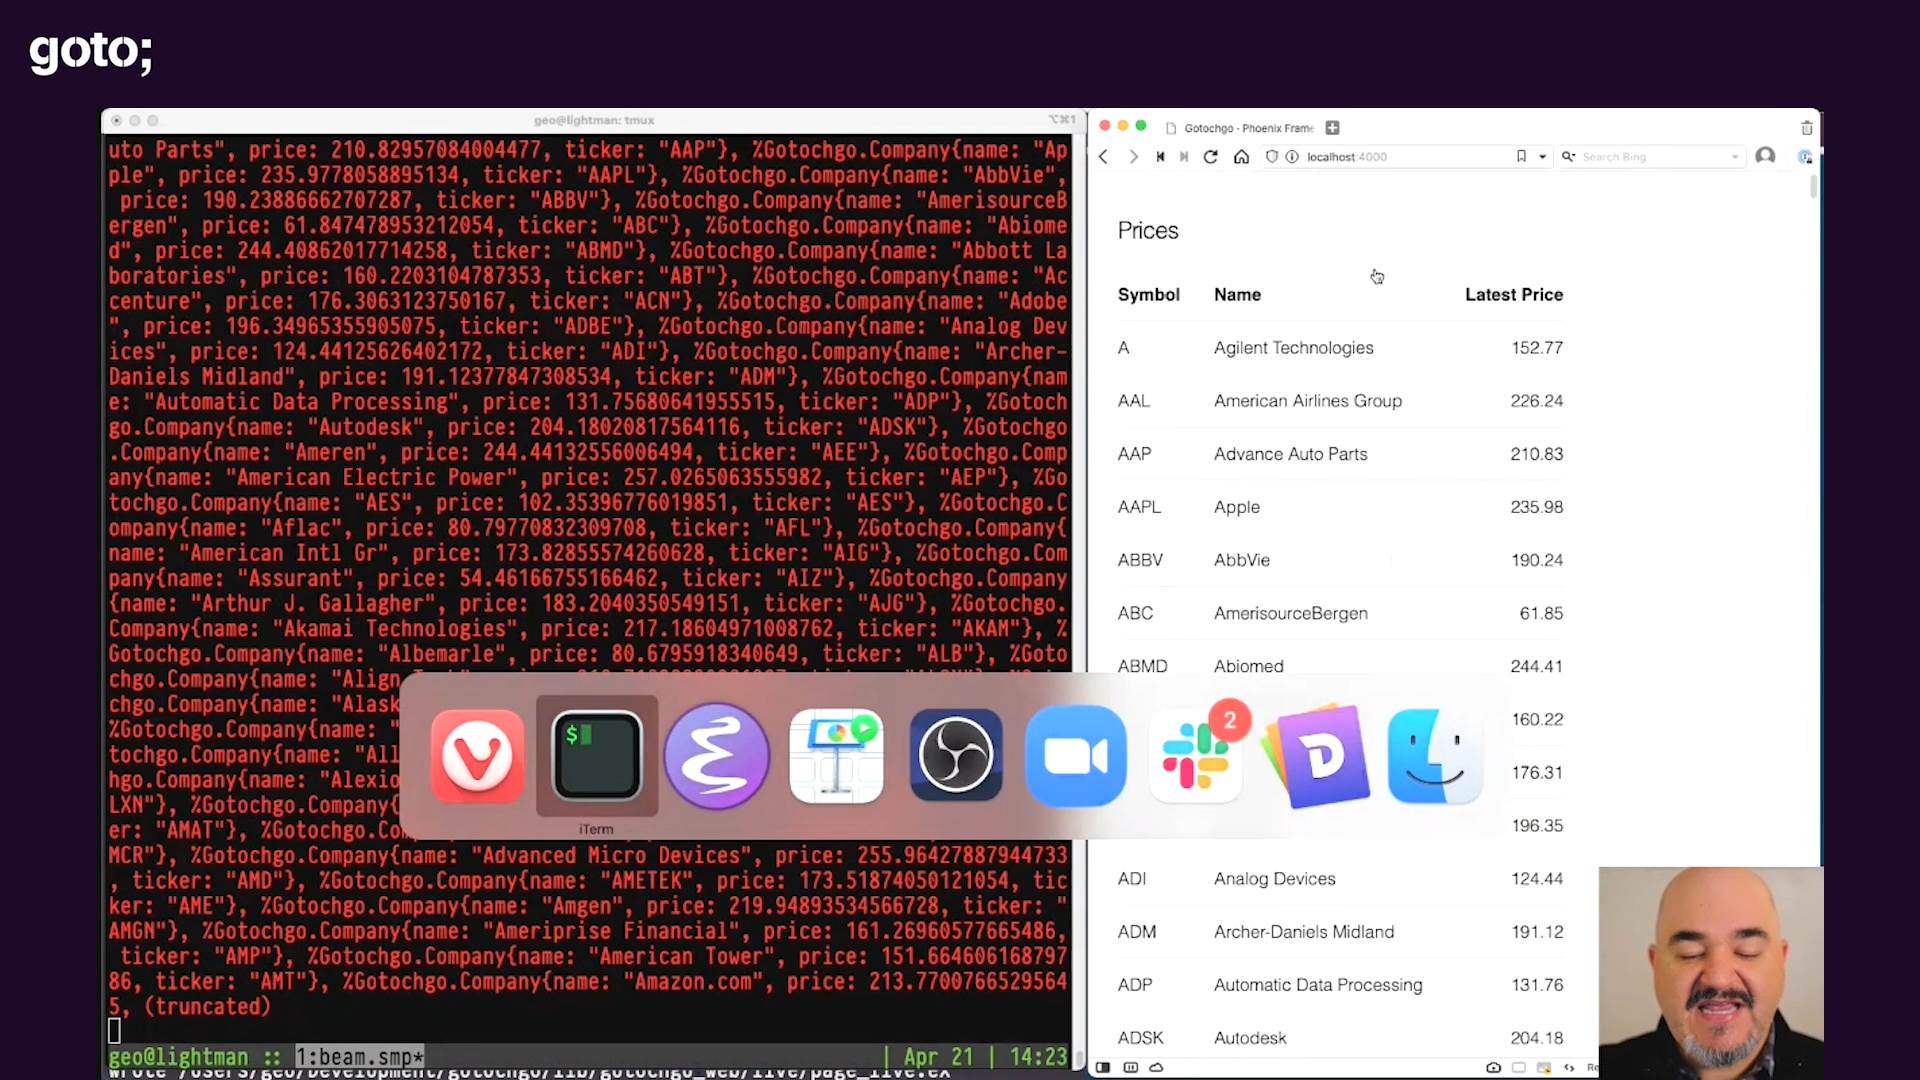 goto;
geo@lightman: tmux
⌥⌘1
uto Parts", price: 210.82957084004477, ticker: "AAP"}, %Gotochgo.Company{name: "Ap
ple", price: 235.9778058895134, ticker: "AAPL"}, %Gotochgo.Company{name: "AbbVie",
price: 190.23886662707287, ticker: "ABBV"}, %Gotochgo.Company{name: "AmerisourceB
ergen", price: 61.847478953212054, ticker: "ABC"}, %Gotochgo.Company{name: "Abiome
d", price: 244.40862017714258, ticker: "ABMD"}, %Gotochgo.Company{name: "Abbott La
boratories", price: 160.2203104787353, ticker: "ABT"}, %Gotochgo.Company{name: "Ac
centure", price: 176.3063123750167, ticker: "ACN"}, %Gotochgo.Company{name: "Adobe
", price: 196.34965355905075, ticker: "ADBE"}, %Gotochgo.Company{name: "Analog Dev
ices", price: 124.44125626402172, ticker: "ADI"}, %Gotochgo.Company{name: "Archer-
Daniels Midland", price: 191.12377847308534, ticker: "ADM"}, %Gotochgo.Company{nam
e: "Automatic Data Processing", price: 131.75680641955515, ticker: "ADP"}, %Gotoch
go.Company{name: "Autodesk", price: 204.18020817564116, ticker: "ADSK"}, %Gotochgo
.Company{name: "Ameren", price: 244.44132556006494, ticker: "AEE"}, %Gotochgo.Comp
any{name: "American Electric Power", price: 257.0265063555982, ticker: "AEP"}, %Go
tochgo.Company{name: "AES", price: 102.35396776019851, ticker: "AES"}, %Gotochgo.C
ompany{name: "Aflac", price: 80.79770832309708, ticker: "AFL"}, %Gotochgo.Company{
name: "American Intl Gr", price: 173.82855574260628, ticker: "AIG"}, %Gotochgo.Com
pany{name: "Assurant", price: 54.46166755166462, ticker: "AIZ"}, %Gotochgo.Company
{name: "Arthur J. Gallagher", price: 183.2040350549151, ticker: "AJG"}, %Gotochgo.
Company{name: "Akamai Technologies", price: 217.18604971008762, ticker: "AKAM"}, %
Gotochgo.Company{name: "Albemarle", price: 80.6795918340649, ticker: "ALB"}, %Goto
chgo.Company{name: "Align
chgo.Company{name: "Alask
%Gotochgo.Company{name: "
tochgo.Company{name: "All
hgo.Company{name: "Alexio
LXN"}, %Gotochgo.Company{
er: "AMAT"}, %Gotochgo.Co
MCR"}, %Gotochgo.Company{name: "Advanced Micro Devices", price: 255.96427887944733
, ticker: "AMD"}, %Gotochgo.Company{name: "AMETEK", price: 173.51874050121054, tic
ker: "AME"}, %Gotochgo.Company{name: "Amgen", price: 219.94893534566728, ticker: "
AMGN"}, %Gotochgo.Company{name: "Ameriprise Financial", price: 161.26960577665486,
ticker: "AMP"}, %Gotochgo.Company{name: "American Tower", price: 151.664606168797
86, ticker: "AMT"}, %Gotochgo.Company{name: "Amazon.com", price: 213.7700766529564
5, (truncated)
geo@lightman :: 1:beam.smp* | Apr 21 | 14:23
wrote /Users/geo/Development/gotochgo/lib/gotochgo_web/live/page_live.ex
Gotochgo - Phoenix Frame
localhost:4000
Search Bing
Prices
Symbol Name Latest Price
A Agilent Technologies 152.77
AAL American Airlines Group 226.24
AAP Advance Auto Parts 210.83
AAPL Apple 235.98
ABBV AbbVie 190.24
ABC AmerisourceBergen 61.85
ABMD Abiomed 244.41
160.22
176.31
196.35
ADI Analog Devices 124.44
ADM Archer-Daniels Midland 191.12
ADP Automatic Data Processing 131.76
ADSK Autodesk 204.18
$
2
D
iTerm